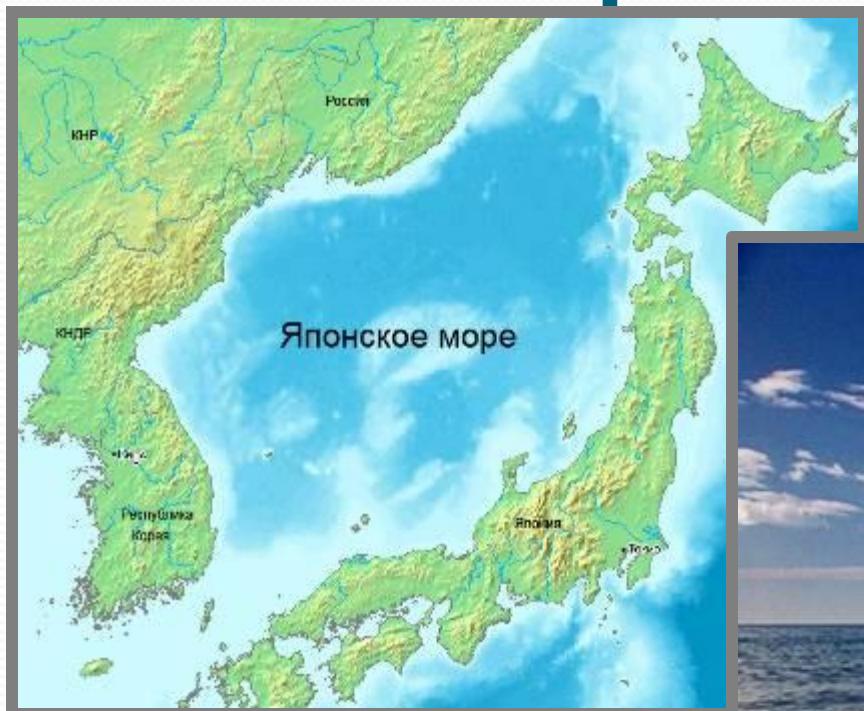 Россия
КНР
Японское море
КНДР
Республика
Корея
Япония
Токио